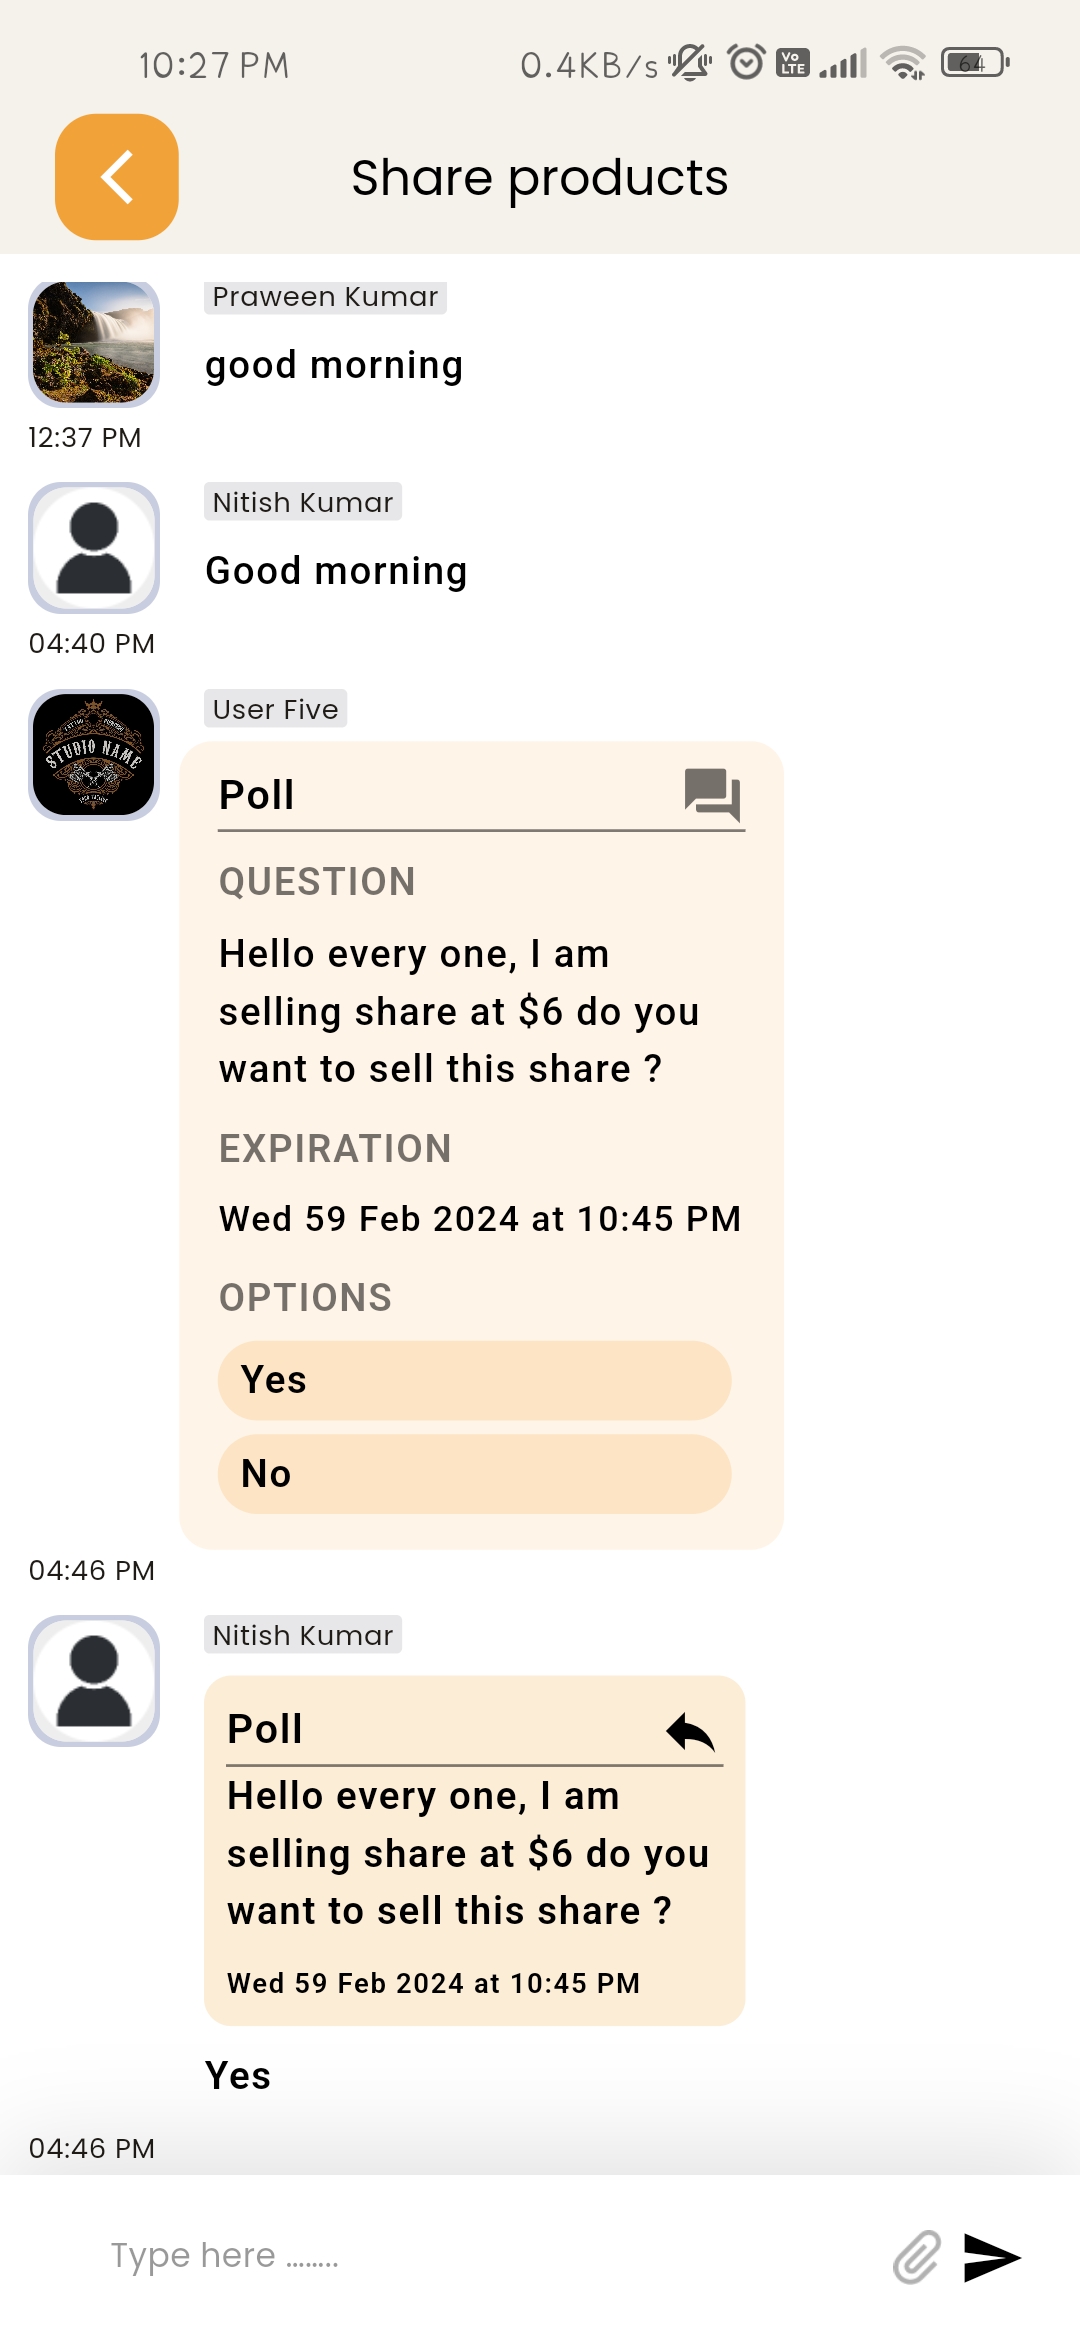 10:27 PM 0.4KB/s Vo LTE 64
Share products
Praween Kumar
good morning
12:37 PM
Nitish Kumar
Good morning
04:40 PM
User Five
STUDIO NAME
Poll
QUESTION
Hello every one, I am
selling share at $6 do you
want to sell this share ?
EXPIRATION
Wed 59 Feb 2024 at 10:45 PM
OPTIONS
Yes
No
04:46 PM
Nitish Kumar
Poll
Hello every one, I am
selling share at $6 do you
want to sell this share ?
Wed 59 Feb 2024 at 10:45 PM
Yes
04:46 PM
Type here ........